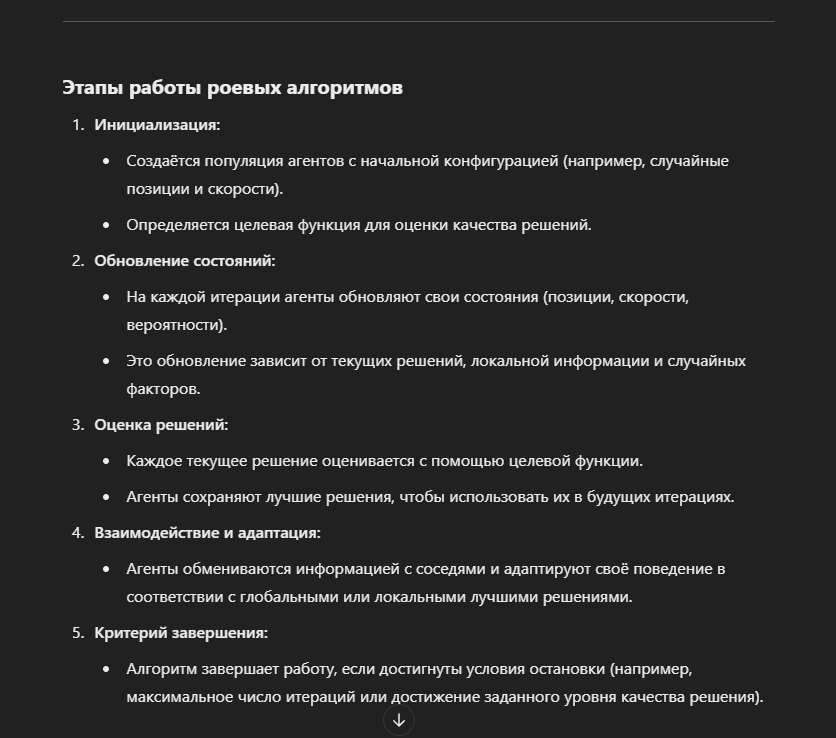 Этапы работы роевых алгоритмов
1. Инициализация:
• Создаётся популяция агентов с начальной конфигурацией (например, случайные
позиции и скорости).
• Определяется целевая функция для оценки качества решений.
2. Обновление состояний:
• На каждой итерации агенты обновляют свои состояния (позиции, скорости,
вероятности).
• Это обновление зависит от текущих решений, локальной информации и случайных
факторов.
3. Оценка решений:
• Каждое текущее решение оценивается с помощью целевой функции.
• Агенты сохраняют лучшие решения, чтобы использовать их в будущих итерациях.
4. Взаимодействие и адаптация:
• Агенты обмениваются информацией с соседями и адаптируют своё поведение в
соответствии с глобальными или локальными лучшими решениями.
5. Критерий завершения:
• Алгоритм завершает работу, если достигнуты условия остановки (например,
максимальное число итераций или достижение заданного уровня качества решения).